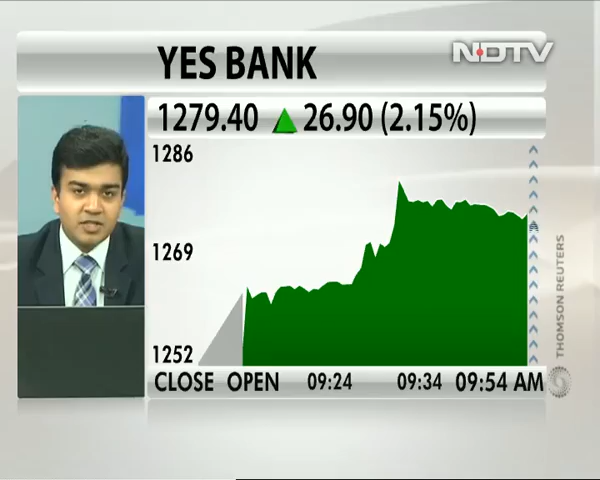 YES BANK
NDTV
1279.40 ▲ 26.90 (2.15%)
1286
1269
1252
CLOSE OPEN 09:24 09:34 09:54 AM
THOMSON REUTERS